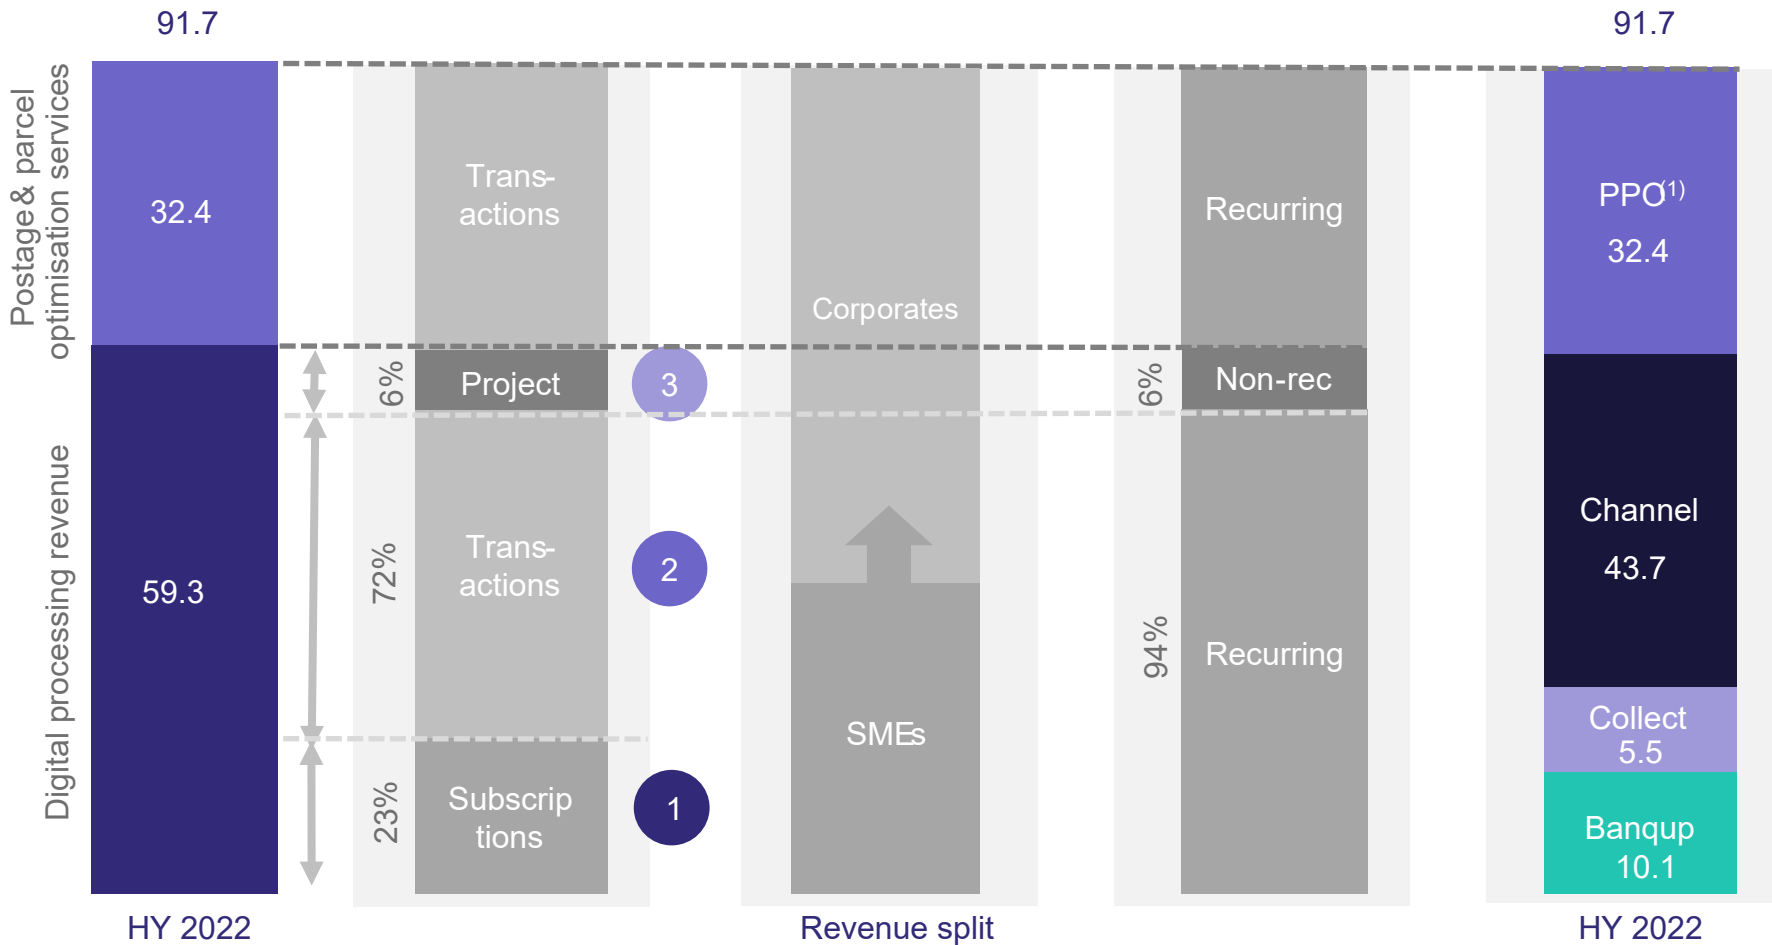 91.7
Postage & parcel
optimisation services
32.4
Digital processing revenue
59.3
HY 2022
Trans-
actions
6%
Project
3
72%
Trans-
actions
2
23%
Subscrip
tions
1
Corporates
SMEs
Revenue split
Recurring
6%
Non-rec
94%
Recurring
91.7
PPO(1)
32.4
Channel
43.7
Collect
5.5
Banqup
10.1
HY 2022